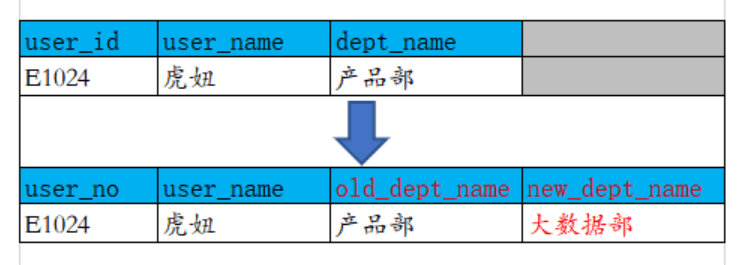 user_id user_name dept_name
E1024 虎妞 产品部
user_no user_name old_dept_name new_dept_name
E1024 虎妞 产品部 大数据部